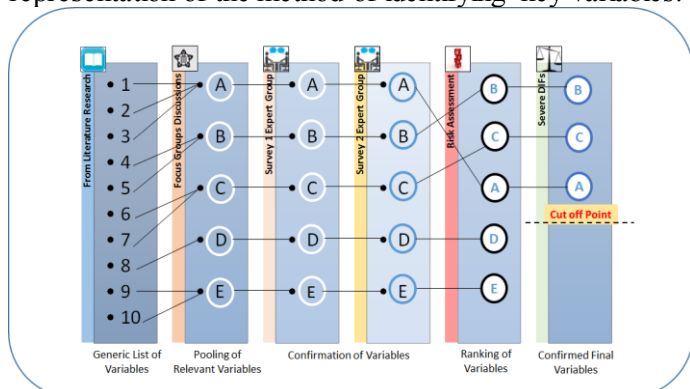 representation of the method of identifying key variables.
From Literature Research
1
2
3
4
5
6
7
8
9
10
Generic List of
Variables
Focus Groups Discussions
A
B
C
D
E
Pooling of
Relevant Variables
Survey 1 Expert Group
A
B
C
D
E
Survey 2 Expert Group
A
B
C
D
E
Confirmation of Variables
Risk Assessment
B
C
A
D
E
Ranking of
Variables
Severe DIFs
B
C
A
Cut off Point
Confirmed Final
Variables